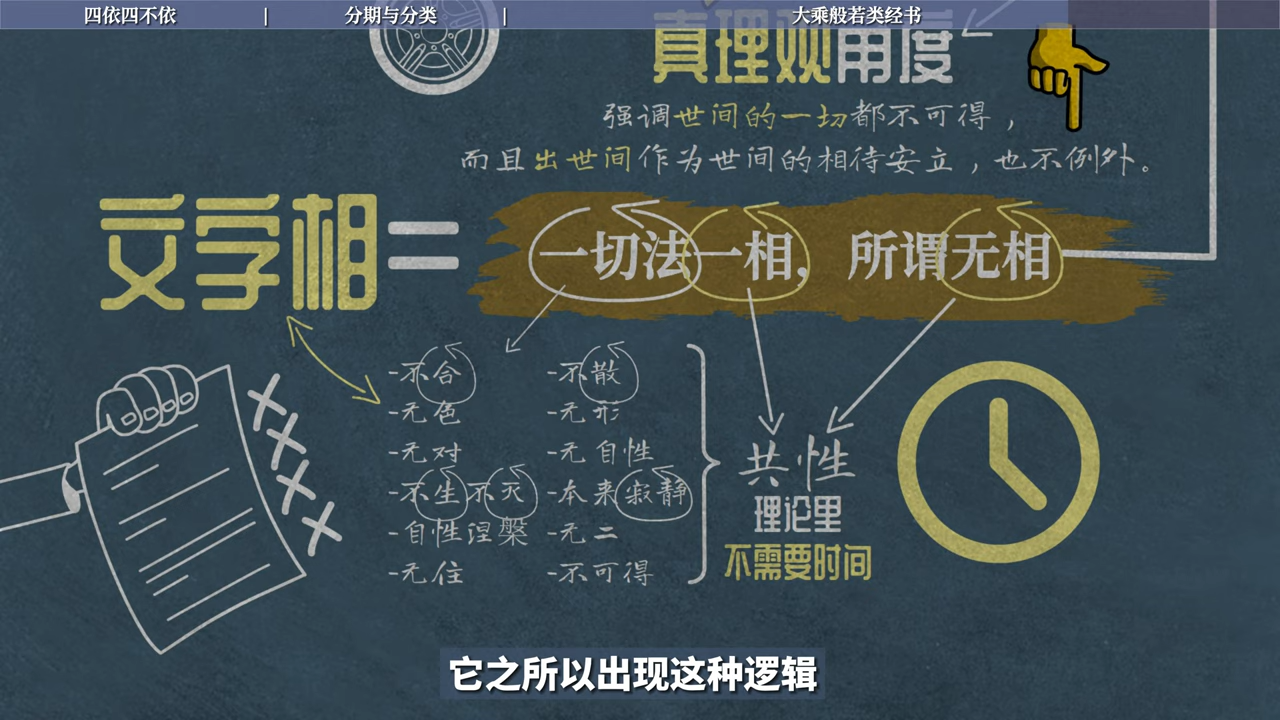 四依四不依 | 分期与分类 | 大乘般若类经书
真理观角度
强调世间的一切都不可得，
而且出世间作为世间的相待安立，也不例外。
文字相=
一切法一相，所谓无相
-不合 -不散
-无色 -无形
-无对 -无自性
-不生不灭 -本来寂静
-自性涅槃 -无二
-无住 -不可得
共性
理论里
不需要时间
它之所以出现这种逻辑